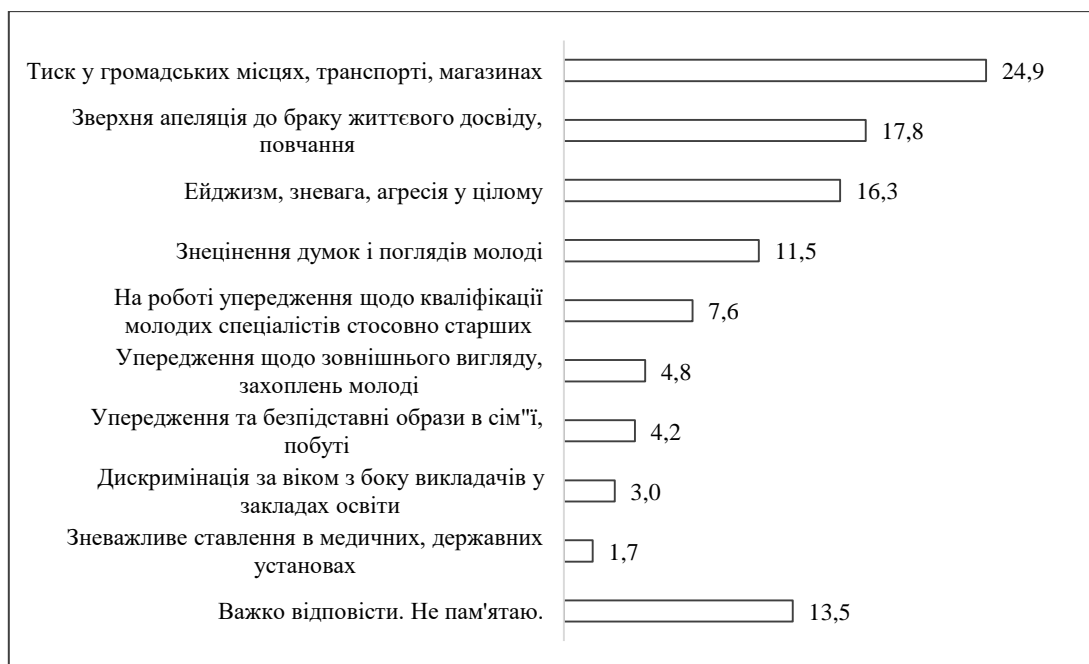 Тиск у громадських місцях, транспорті, магазинах
24,9
Зверхня апеляція до браку життєвого досвіду,
повчання
17,8
Ейджизм, зневага, агресія у цілому
16,3
Знецінення думок і поглядів молоді
11,5
На роботі упередження щодо кваліфікації
молодих спеціалістів стосовно старших
7,6
Упередження щодо зовнішнього вигляду,
захоплень молоді
4,8
Упередження та безпідставні образи в сім"ї,
побуті
4,2
Дискримінація за віком з боку викладачів у
закладах освіти
3,0
Зневажливе ставлення в медичних, державних
установах
1,7
Важко відповісти. Не пам'ятаю.
13,5